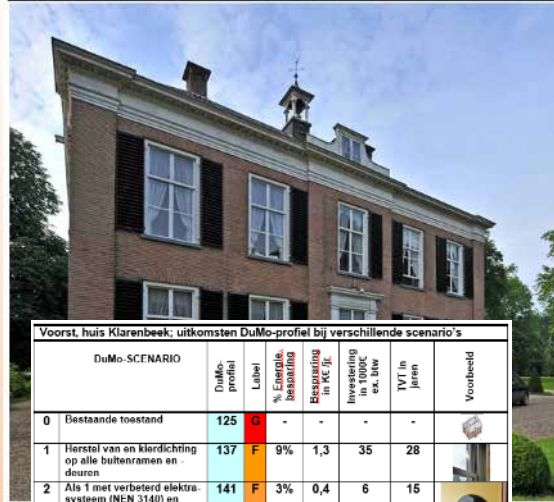 Voorst, huis Klarenbeek; uitkomsten DuMo-profiel bij verschillende scenario's
DuMo-SCENARIO
DuMo-
profiel
Label
% Energie.
besparing
Bespraring
in K€ /j.
Investering
in 1000€
ex. btw
TVT in
jaren
Voorbeeld
0 Bestaande toestand 125 G - - - -
1 Herstel van en kierdichting
op alle buitenramen en -
deuren
137 F 9% 1,3 35 28
2 Als 1 met verbeterd elektra-
systeem (NEN 3140) en
141 F 3% 0,4 6 15